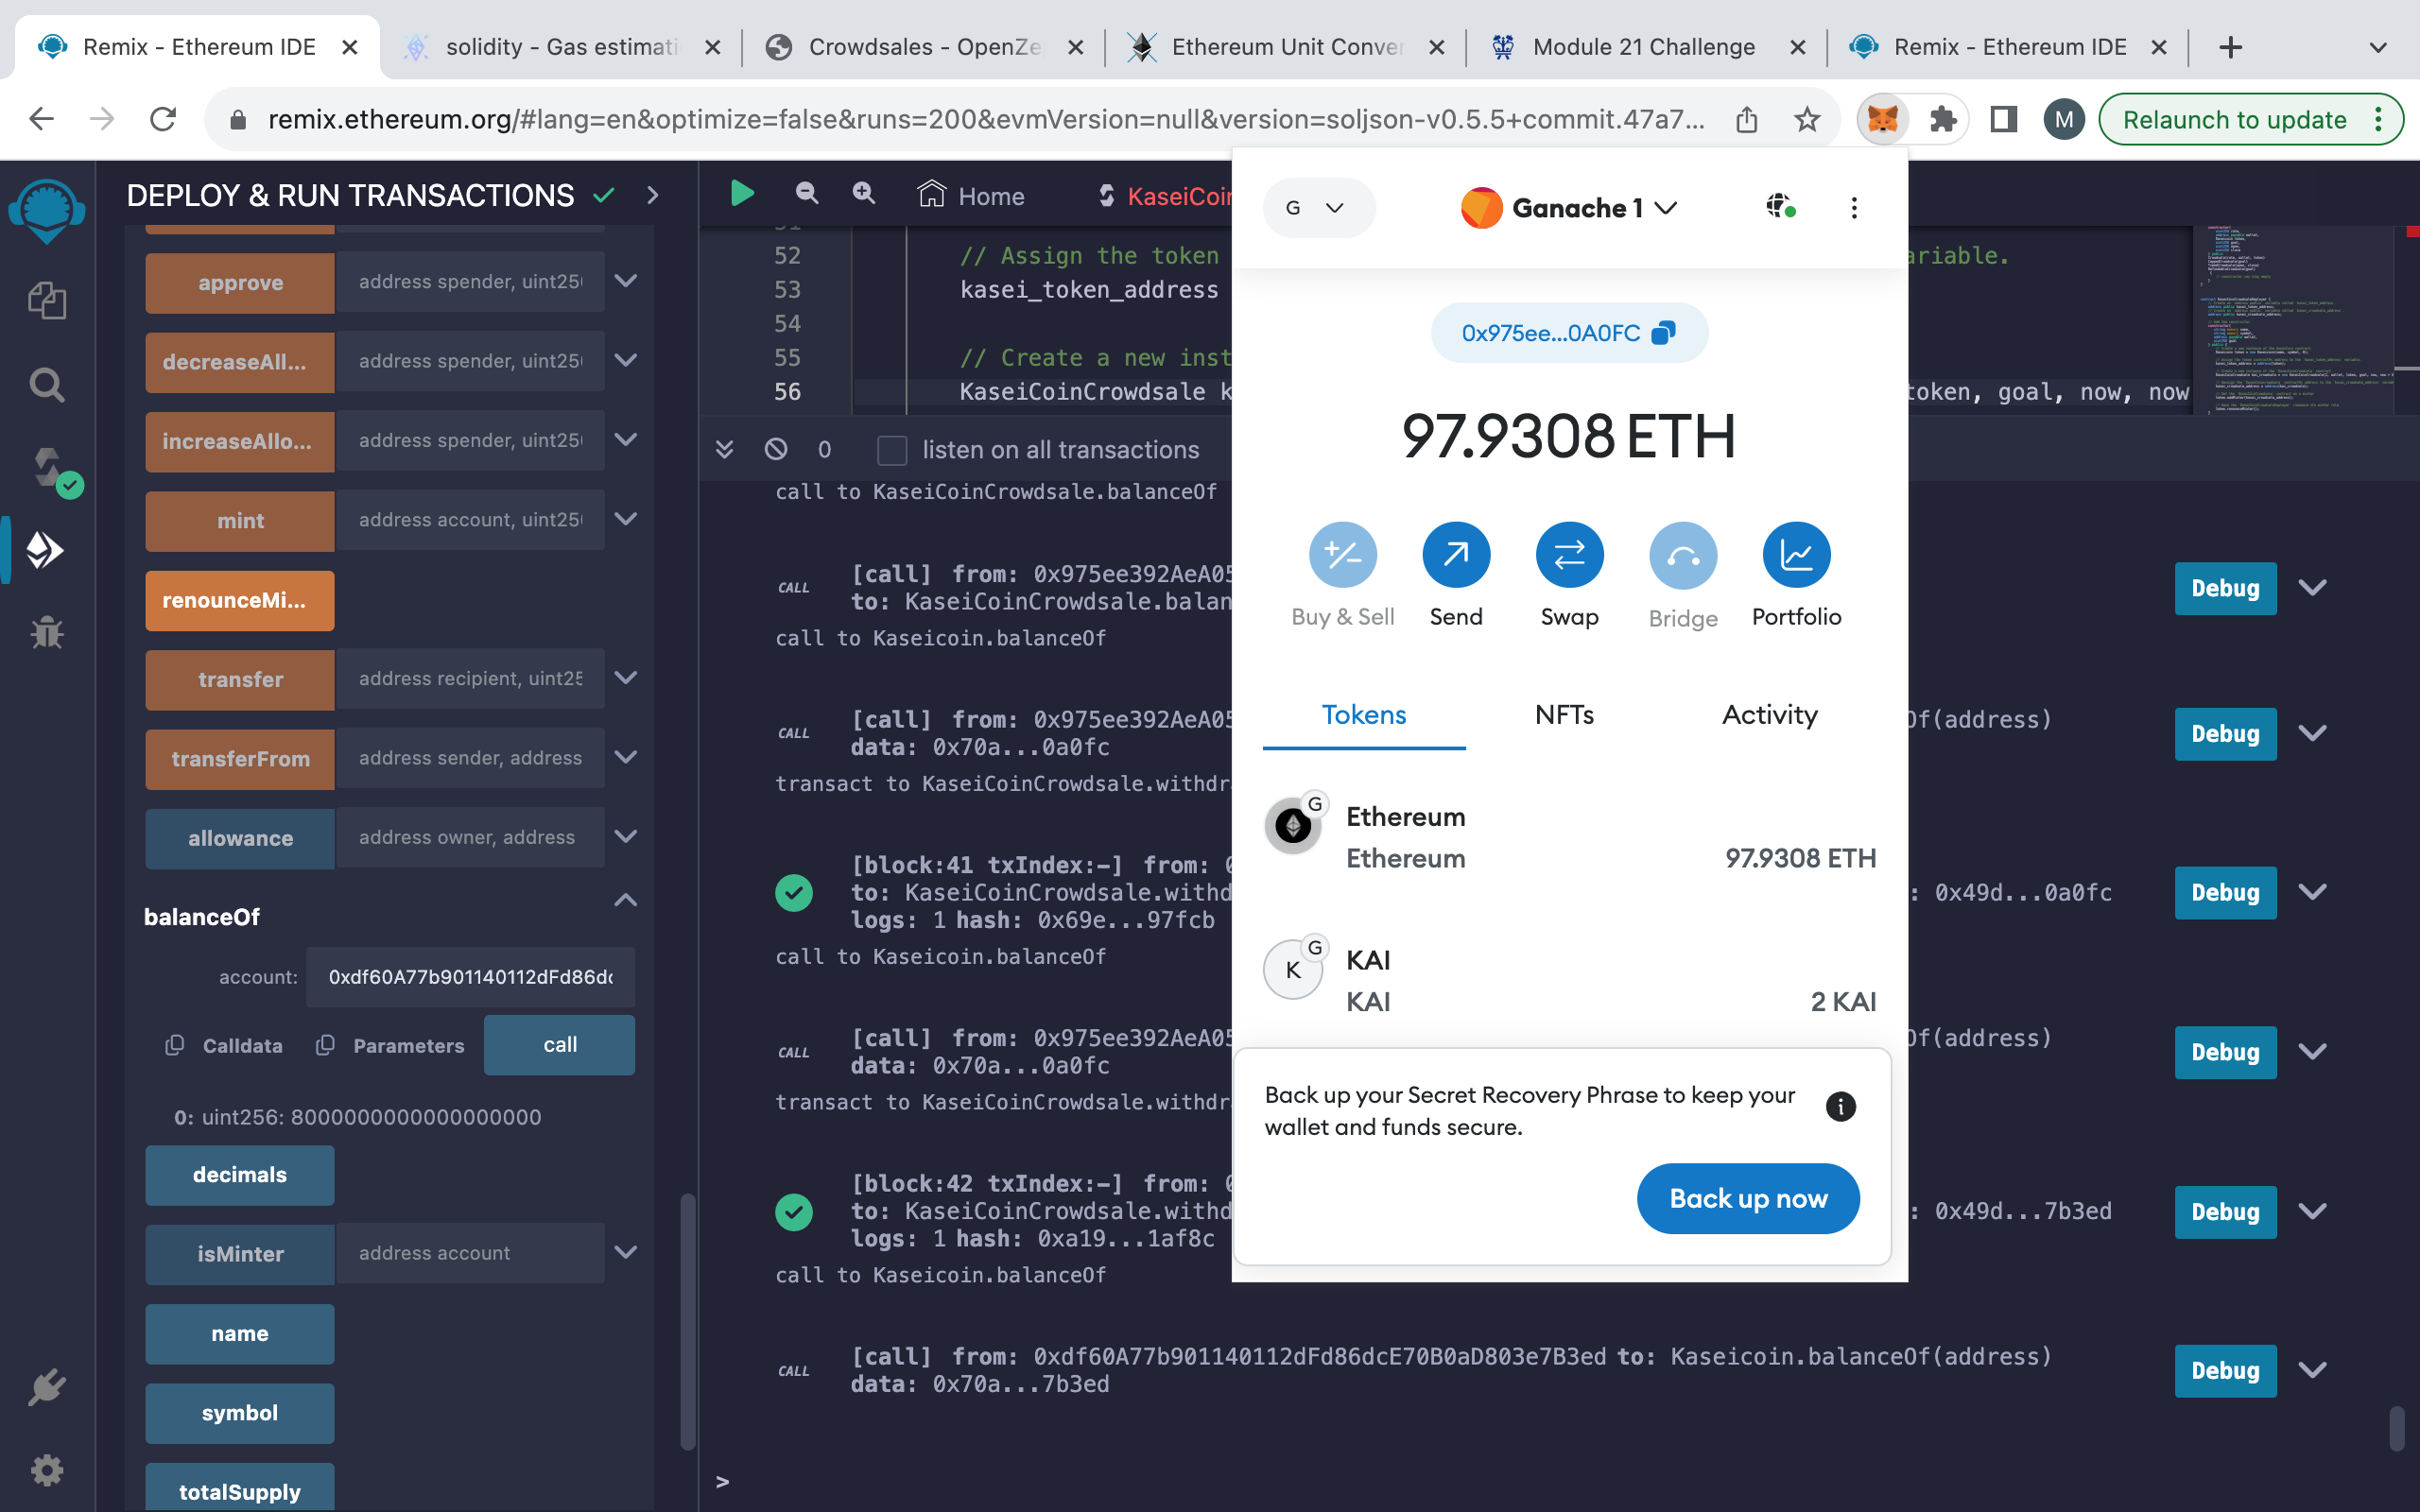 Remix - Ethereum IDE
solidity - Gas estimati
Crowdsales - OpenZe
Ethereum Unit Conver
Module 21 Challenge
Remix - Ethereum IDE
remix.ethereum.org/#lang=en&optimize=false&runs=200&evmVersion=null&version=soljson-v0.5.5+commit.47a7...
M
Relaunch to update
DEPLOY & RUN TRANSACTIONS
approve
address spender, uint256
decreaseAll...
address spender, uint256
increaseAllo...
address spender, uint256
mint
address account, uint256
renounceMi...
transfer
address recipient, uint25
transferFrom
address sender, address
allowance
address owner, address
balanceOf
account:
0xdf60A77b901140112dFd86dc
Calldata
Parameters
call
0: uint256: 8000000000000000000
decimals
isMinter
address account
name
symbol
totalSupply
Home
KaseiCoin
51
52 // Assign the token ariable.
53 kasei_token_address
54
55 // Create a new inst
56 KaseiCoinCrowdsale k token, goal, now, now
0
listen on all transactions
call to KaseiCoinCrowdsale.balanceOf
CALL
[call] from: 0x975ee392AeA05
to: KaseiCoinCrowdsale.balan
Debug
call to Kaseicoin.balanceOf
CALL
[call] from: 0x975ee392AeA05 Of(address)
data: 0x70a...0a0fc
Debug
transact to KaseiCoinCrowdsale.withdr
[block:41 txIndex:-] from: 0
to: KaseiCoinCrowdsale.withd : 0x49d...0a0fc
logs: 1 hash: 0x69e...97fcb
Debug
call to Kaseicoin.balanceOf
CALL
[call] from: 0x975ee392AeA05 Of(address)
data: 0x70a...0a0fc
Debug
transact to KaseiCoinCrowdsale.withdr
[block:42 txIndex:-] from: 0
to: KaseiCoinCrowdsale.withd : 0x49d...7b3ed
logs: 1 hash: 0xa19...1af8c
Debug
call to Kaseicoin.balanceOf
CALL
[call] from: 0xdf60A77b901140112dFd86dcE70B0aD803e7B3ed to: Kaseicoin.balanceOf(address)
data: 0x70a...7b3ed
Debug
>
G
Ganache 1
0x975ee...0A0FC
97.9308 ETH
Buy & Sell
Send
Swap
Bridge
Portfolio
Tokens
NFTs
Activity
G
Ethereum
Ethereum
97.9308 ETH
G
K
KAI
KAI
2 KAI
Back up your Secret Recovery Phrase to keep your
wallet and funds secure.
Back up now